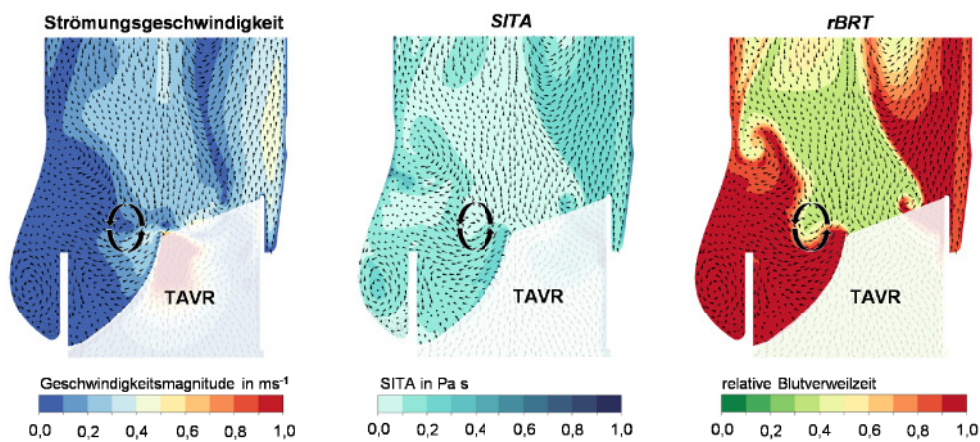 Strömungsgeschwindigkeit
SITA
rBRT
TAVR
TAVR
TAVR
Geschwindigkeitsmagnitude in ms⁻¹
0,0 0,2 0,4 0,6 0,8 1,0
SITA in Pa s
0,0 0,2 0,4 0,6 0,8 1,0
relative Blutverweilzeit
0,0 0,2 0,4 0,6 0,8 1,0